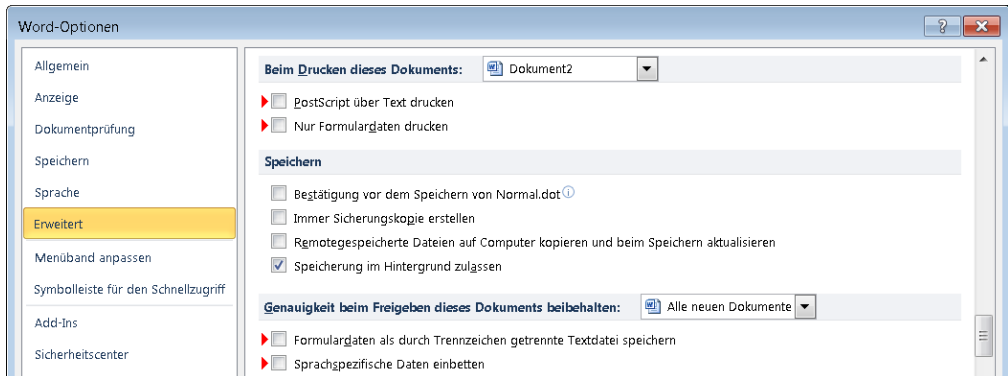 Word-Optionen
Allgemein
Anzeige
Dokumentprüfung
Speichern
Sprache
Erweitert
Menüband anpassen
Symbolleiste für den Schnellzugriff
Add-Ins
Sicherheitscenter
Beim Drucken dieses Dokuments: Dokument2
PostScript über Text drucken
Nur Formulardaten drucken
Speichern
Bestätigung vor dem Speichern von Normal.dot
Immer Sicherungskopie erstellen
Remotegespeicherte Dateien auf Computer kopieren und beim Speichern aktualisieren
Speicherung im Hintergrund zulassen
Genauigkeit beim Freigeben dieses Dokuments beibehalten: Alle neuen Dokumente
Formulardaten als durch Trennzeichen getrennte Textdatei speichern
Sprachspezifische Daten einbetten